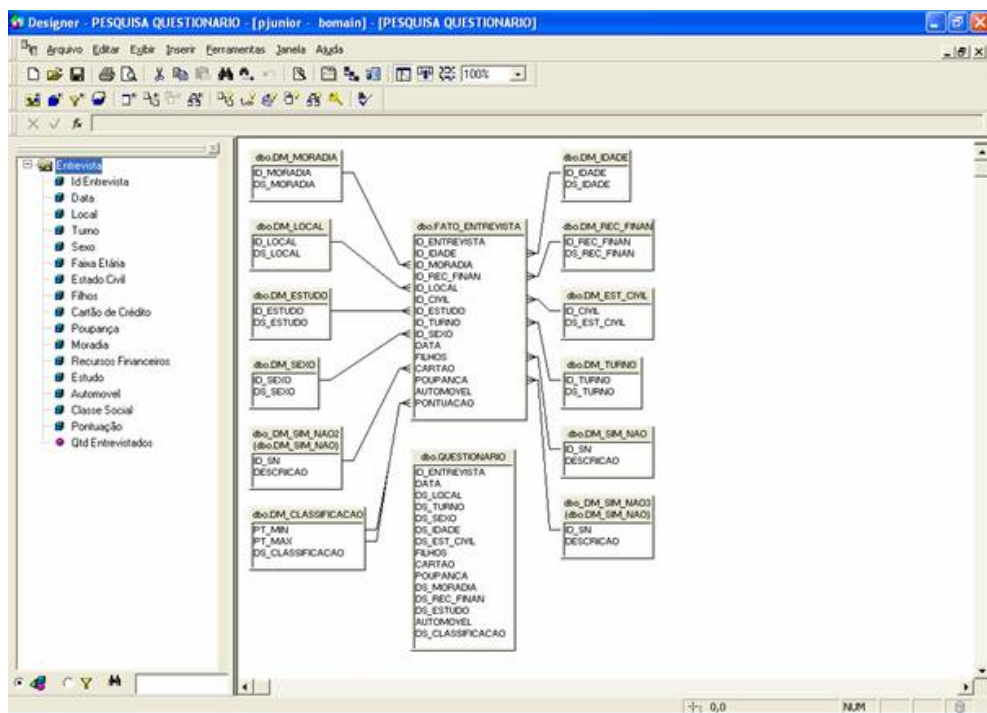 Designer - PESQUISA QUESTIONARIO - [pjunior - bomain] - [PESQUISA QUESTIONARIO]
Arquivo Editar Exibir Inserir Ferramentas Janela Ajuda
100%
Entrevista
Id Entrevista
Data
Local
Turno
Sexo
Faixa Etária
Estado Civil
Filhos
Cartão de Crédito
Poupança
Moradia
Recursos Financeiros
Estudo
Automovel
Classe Social
Pontuação
Qtd Entrevistados
dbo.DM_MORADIA
ID_MORADIA
DS_MORADIA
dbo.DM_LOCAL
ID_LOCAL
DS_LOCAL
dbo.DM_ESTUDO
ID_ESTUDO
DS_ESTUDO
dbo.DM_SEXO
ID_SEXO
DS_SEXO
dbo_DM_SIM_NAO2
(dbo.DM_SIM_NAO)
ID_SN
DESCRICAO
dbo.DM_CLASSIFICACAO
PT_MIN
PT_MAX
DS_CLASSIFICACAO
dbo.FATO_ENTREVISTA
ID_ENTREVISTA
ID_IDADE
ID_MORADIA
ID_REC_FINAN
ID_LOCAL
ID_CIVIL
ID_ESTUDO
ID_TURNO
ID_SEXO
DATA
FILHOS
CARTAO
POUPANCA
AUTOMOVEL
PONTUACAO
dbo.QUESTIONARIO
ID_ENTREVISTA
DATA
DS_LOCAL
DS_TURNO
DS_SEXO
DS_IDADE
DS_EST_CIVIL
FILHOS
CARTAO
POUPANCA
DS_MORADIA
DS_REC_FINAN
DS_ESTUDO
AUTOMOVEL
DS_CLASSIFICACAO
dbo.DM_IDADE
ID_IDADE
DS_IDADE
dbo.DM_REC_FINAN
ID_REC_FINAN
DS_REC_FINAN
dbo.DM_EST_CIVIL
ID_CIVIL
DS_EST_CIVIL
dbo.DM_TURNO
ID_TURNO
DS_TURNO
dbo.DM_SIM_NAO
ID_SN
DESCRICAO
dbo_DM_SIM_NAO3
(dbo.DM_SIM_NAO)
ID_SN
DESCRICAO
0,0
NUM